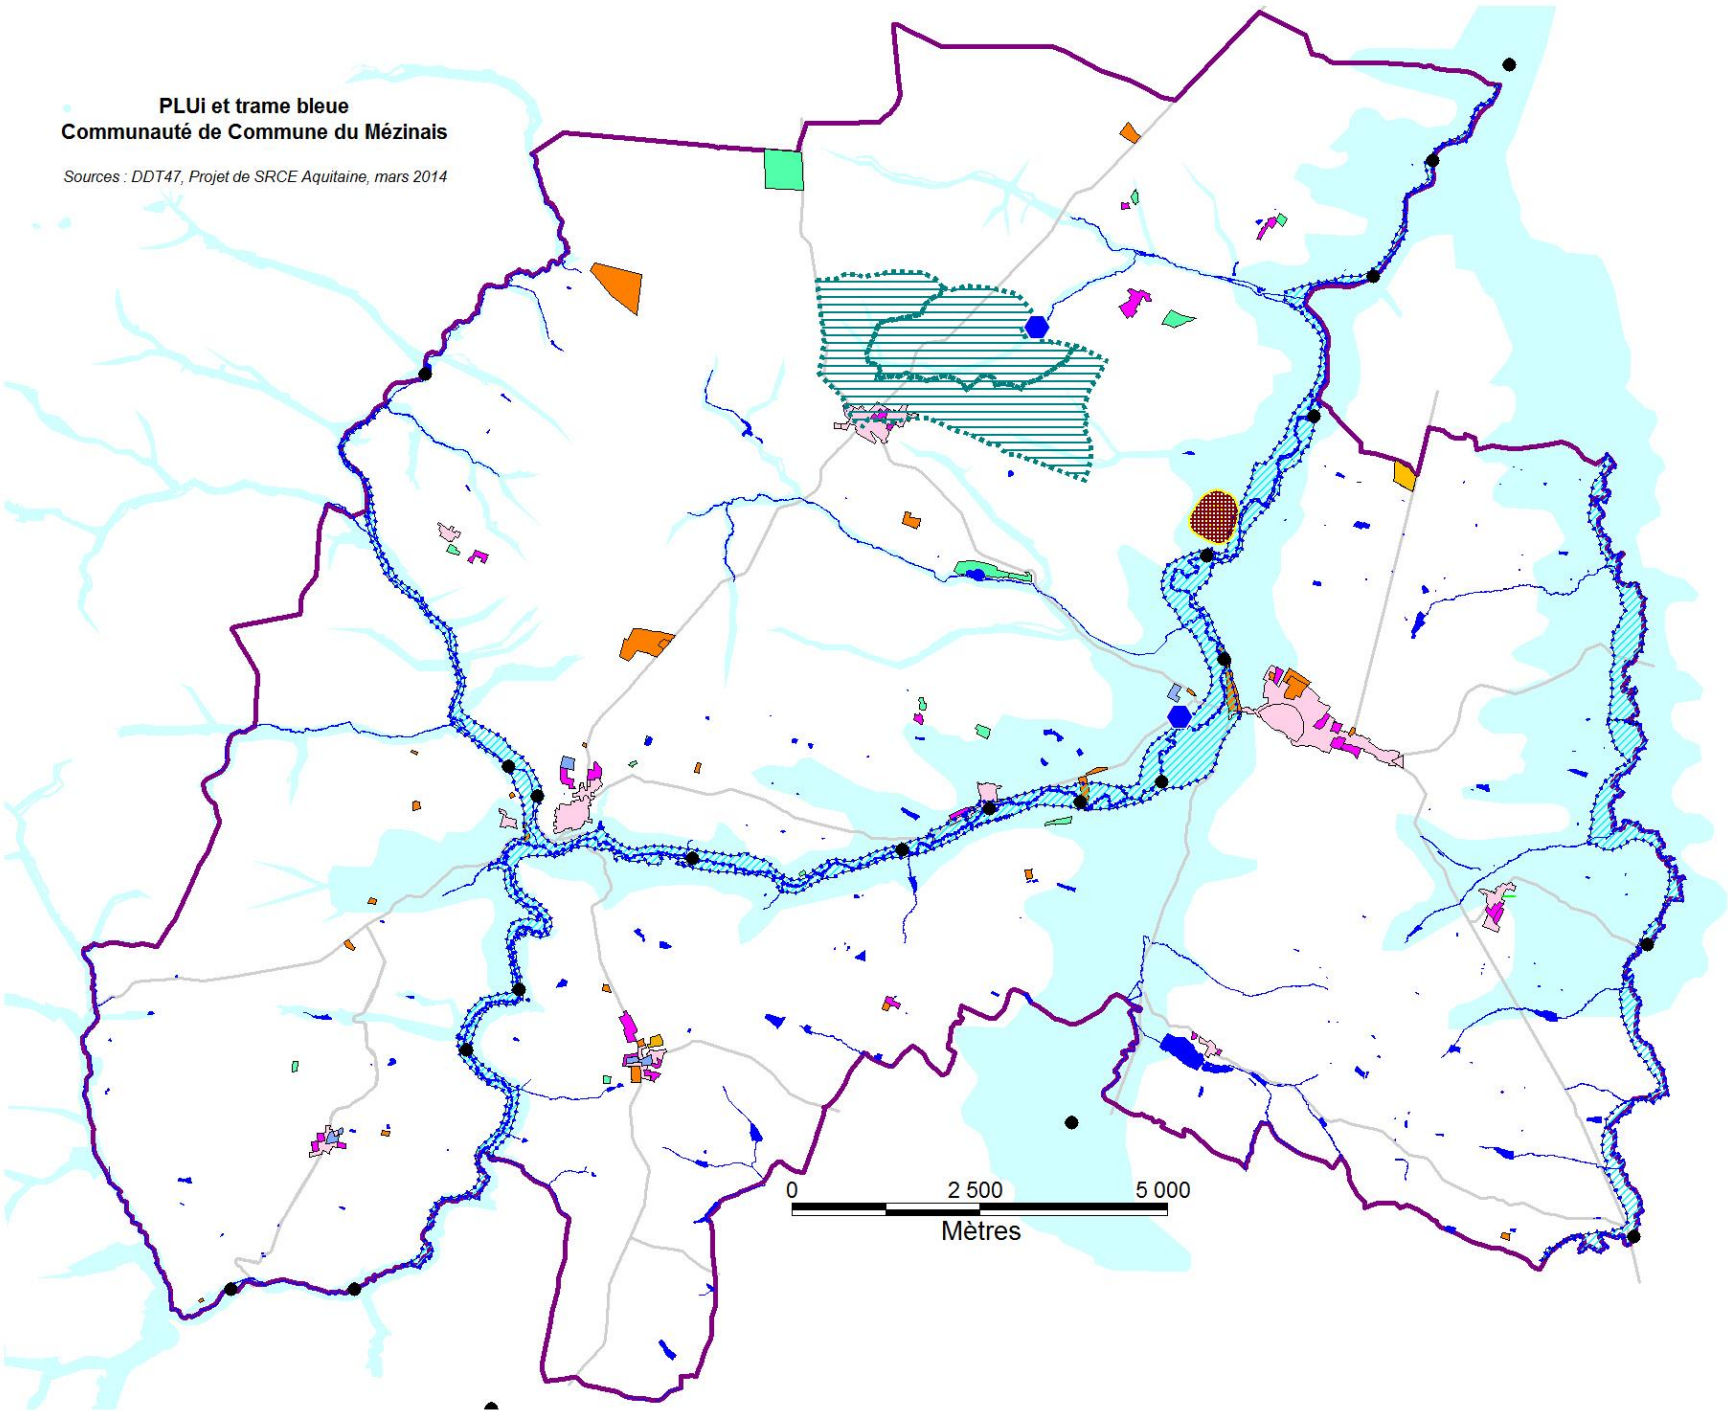 PLUi et trame bleue
Communauté de Commune du Mézinais
Sources : DDT47, Projet de SRCE Aquitaine, mars 2014
0 2 500 5 000
Mètres